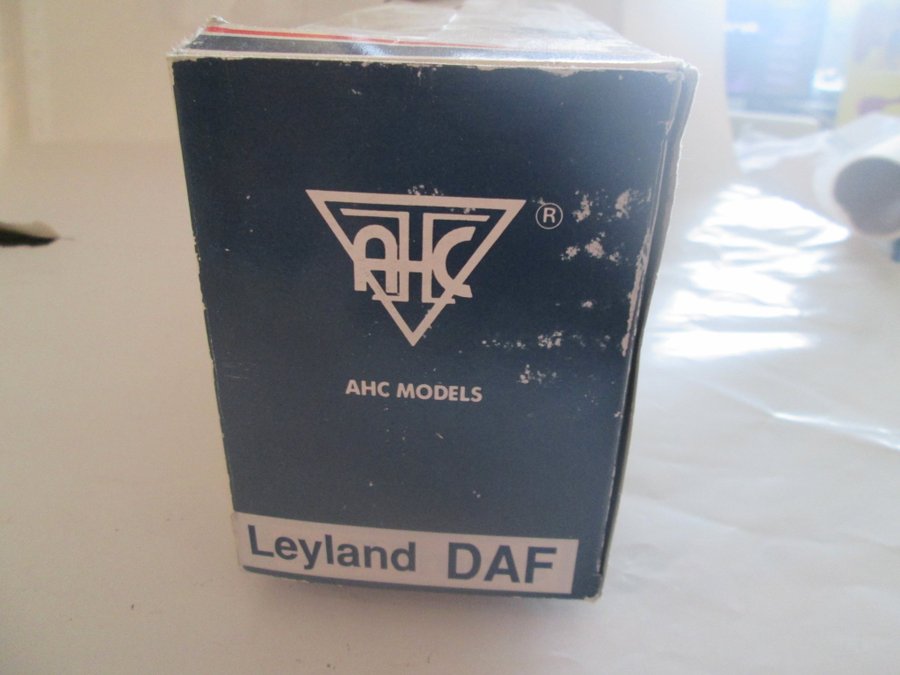 AHC
®
AHC MODELS
Leyland DAF